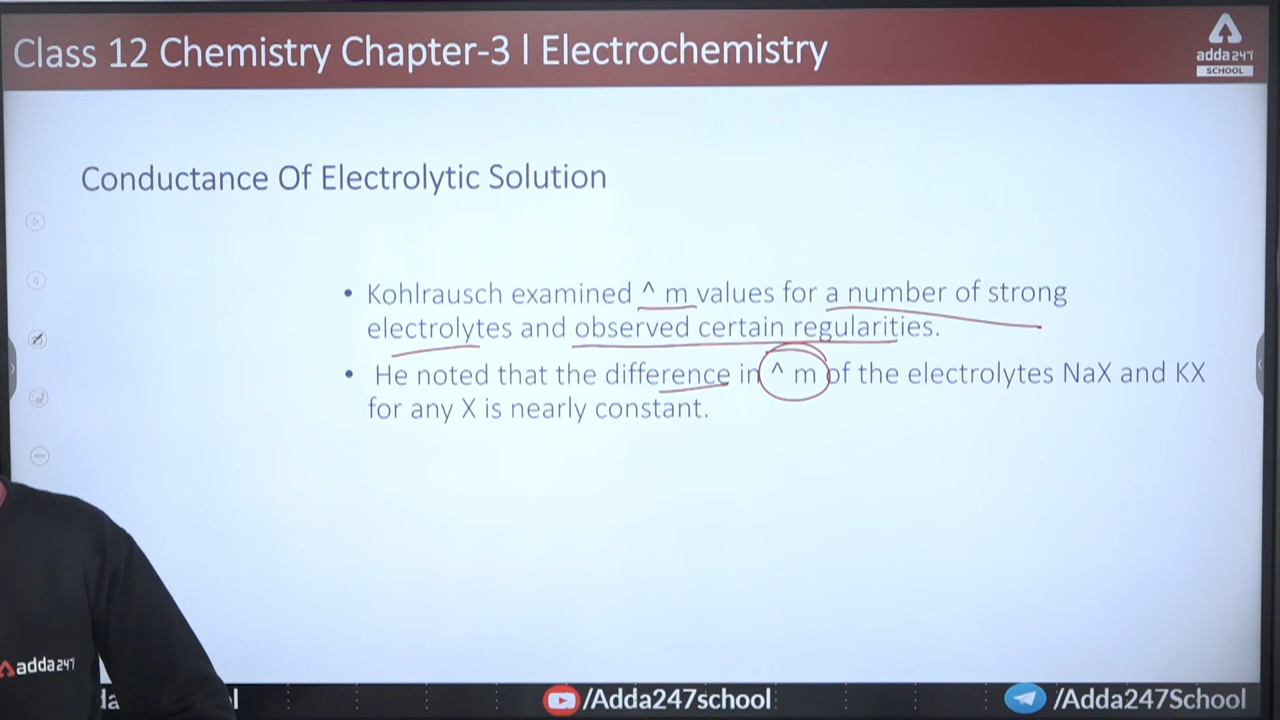 Class 12 Chemistry Chapter-3 l Electrochemistry
adda247
SCHOOL
Conductance Of Electrolytic Solution
• Kohlrausch examined ^ m values for a number of strong
electrolytes and observed certain regularities.
• He noted that the difference in ^ m of the electrolytes NaX and KX
for any X is nearly constant.
adda247
/Adda247school
/Adda247School